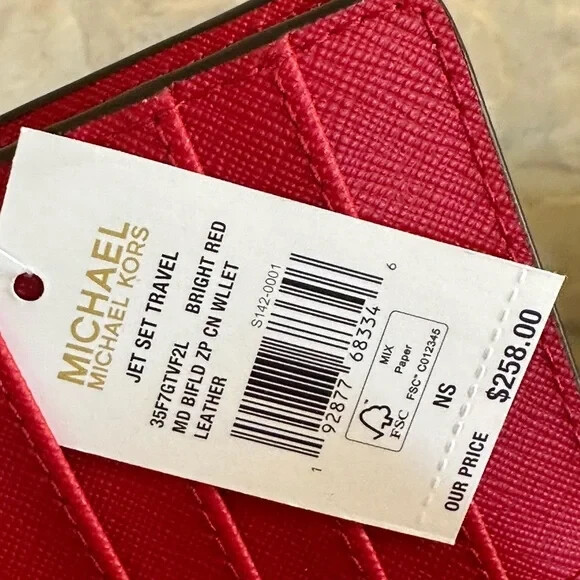 MICHAEL
MICHAEL KORS
JET SET TRAVEL
35F7GTVF2L BRIGHT RED
MD BIFLD ZP CN WLLET
LEATHER
S142-0001
1 92877 68334 6
MIX
Paper
FSC® C012345
FSC
NS
OUR PRICE $258.00